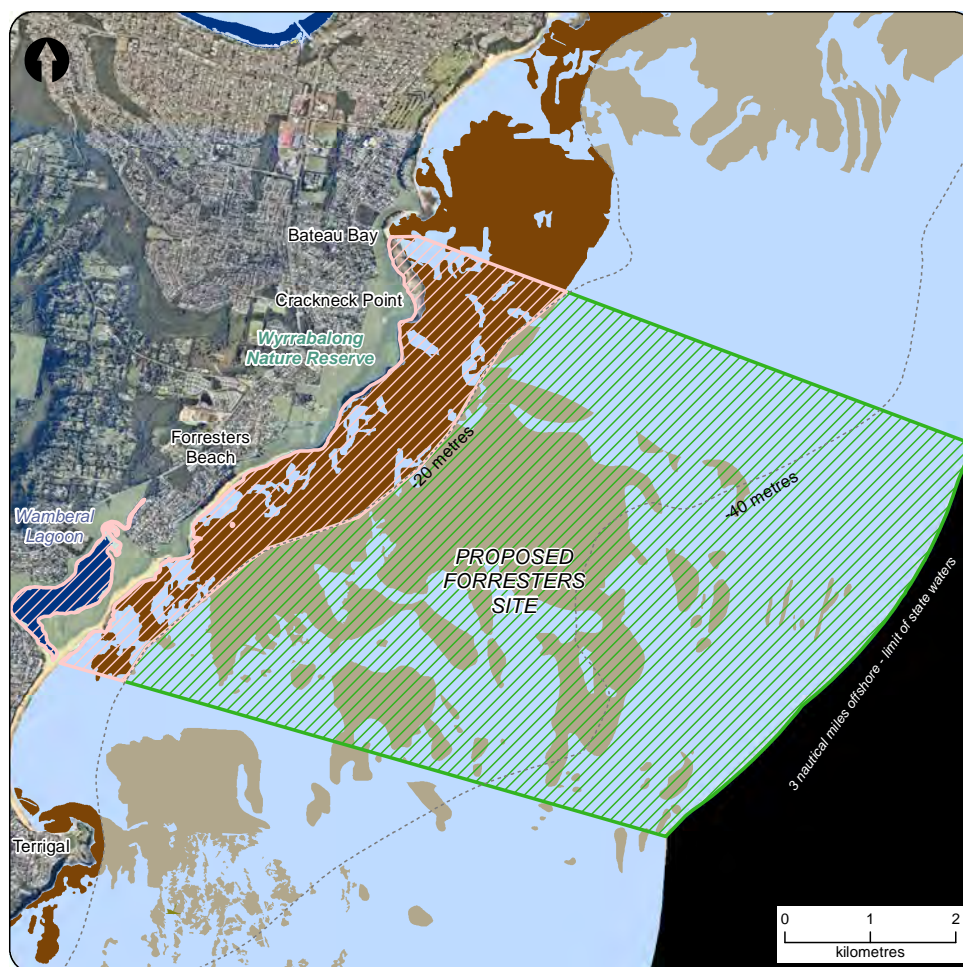 Bateau Bay
Crackneck Point
Wyrrabalong
Nature Reserve
Forresters
Beach
-20 metres
-40 metres
Wamberal
Lagoon
PROPOSED
FORRESTERS
SITE
3 nautical miles offshore - limit of state waters
Terrigal
0 1 2
kilometres